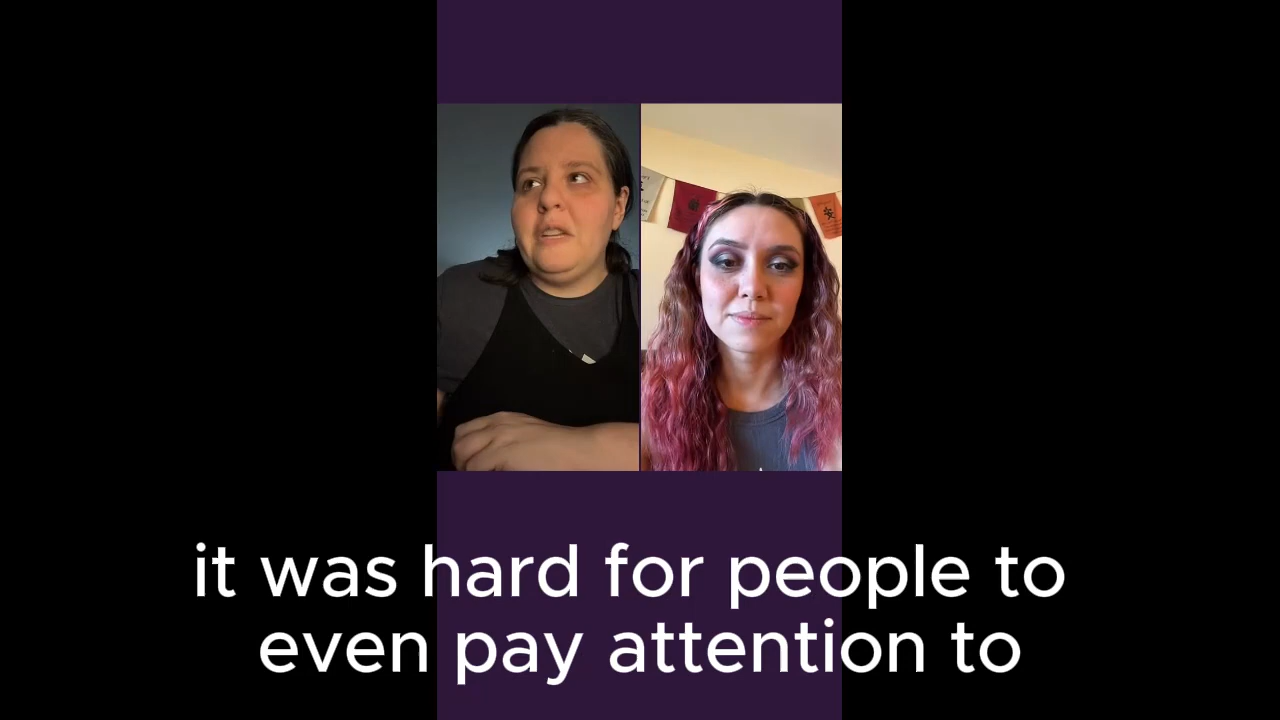 it was hard for people to
even pay attention to